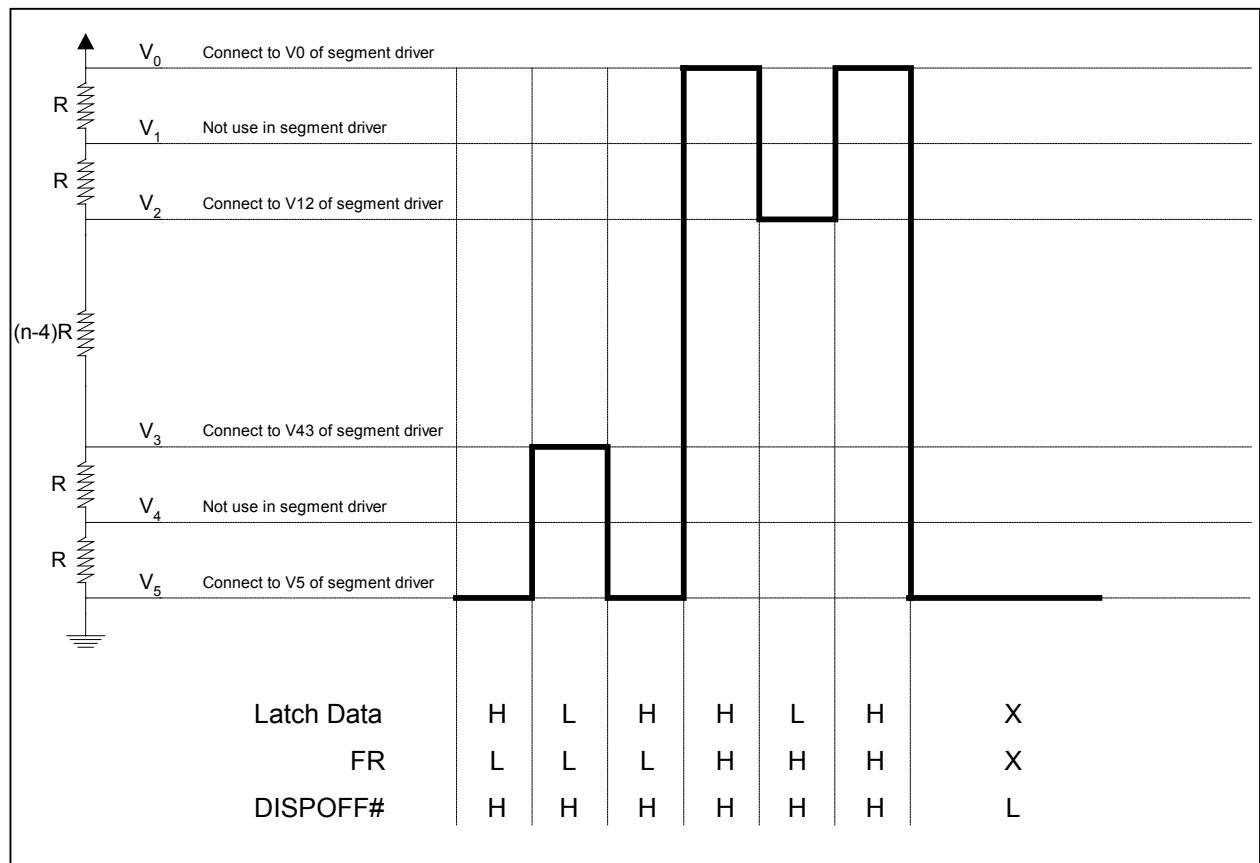 V0 Connect to V0 of segment driver
R
V1 Not use in segment driver
R
V2 Connect to V12 of segment driver
(n-4)R
V3 Connect to V43 of segment driver
R
V4 Not use in segment driver
R
V5 Connect to V5 of segment driver
Latch Data H L H H L H X
FR L L L H H H X
DISPOFF# H H H H H H L